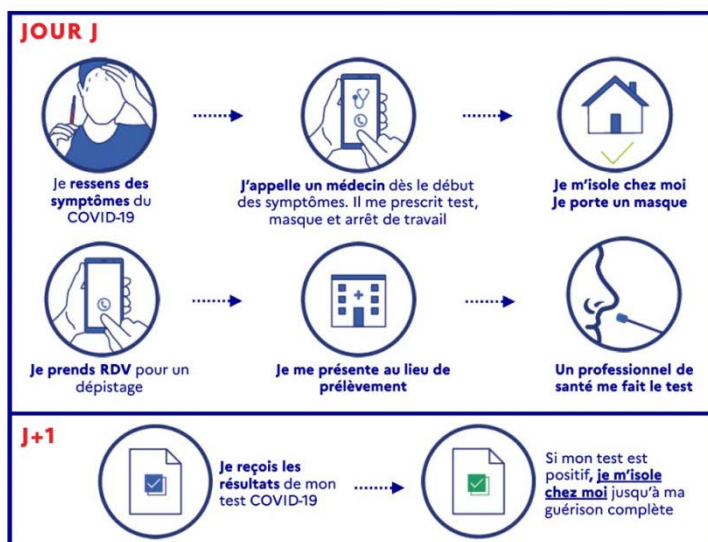 JOUR J
Je ressens des
symptômes du
COVID-19
J'appelle un médecin dès le début
des symptômes. Il me prescrit test,
masque et arrêt de travail
Je m'isole chez moi
Je porte un masque
Je prends RDV pour un
dépistage
Je me présente au lieu de
prélèvement
Un professionnel de
santé me fait le test
J+1
Je reçois les
résultats de mon
test COVID-19
Si mon test est
positif, je m'isole
chez moi jusqu'à ma
guérison complète